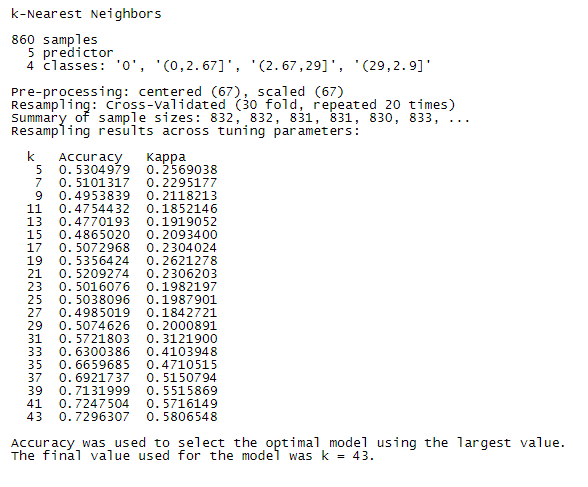 k-Nearest Neighbors
860 samples
5 predictor
4 classes: '0', '(0,2.67]', '(2.67,29]', '(29,2.9]'
Pre-processing: centered (67), scaled (67)
Resampling: Cross-Validated (30 fold, repeated 20 times)
Summary of sample sizes: 832, 832, 831, 831, 830, 833, ...
Resampling results across tuning parameters:
k Accuracy Kappa
5 0.5304979 0.2569038
7 0.5101317 0.2295177
9 0.4953839 0.2118213
11 0.4754432 0.1852146
13 0.4770193 0.1919052
15 0.4865020 0.2093400
17 0.5072968 0.2304024
19 0.5356424 0.2621278
21 0.5209274 0.2306203
23 0.5016076 0.1982197
25 0.5038096 0.1987901
27 0.4985019 0.1842721
29 0.5074626 0.2000891
31 0.5721803 0.3121900
33 0.6300386 0.4103948
35 0.6659685 0.4710515
37 0.6921737 0.5150794
39 0.7131999 0.5515869
41 0.7247504 0.5716149
43 0.7296307 0.5806548
Accuracy was used to select the optimal model using the largest value.
The final value used for the model was k = 43.